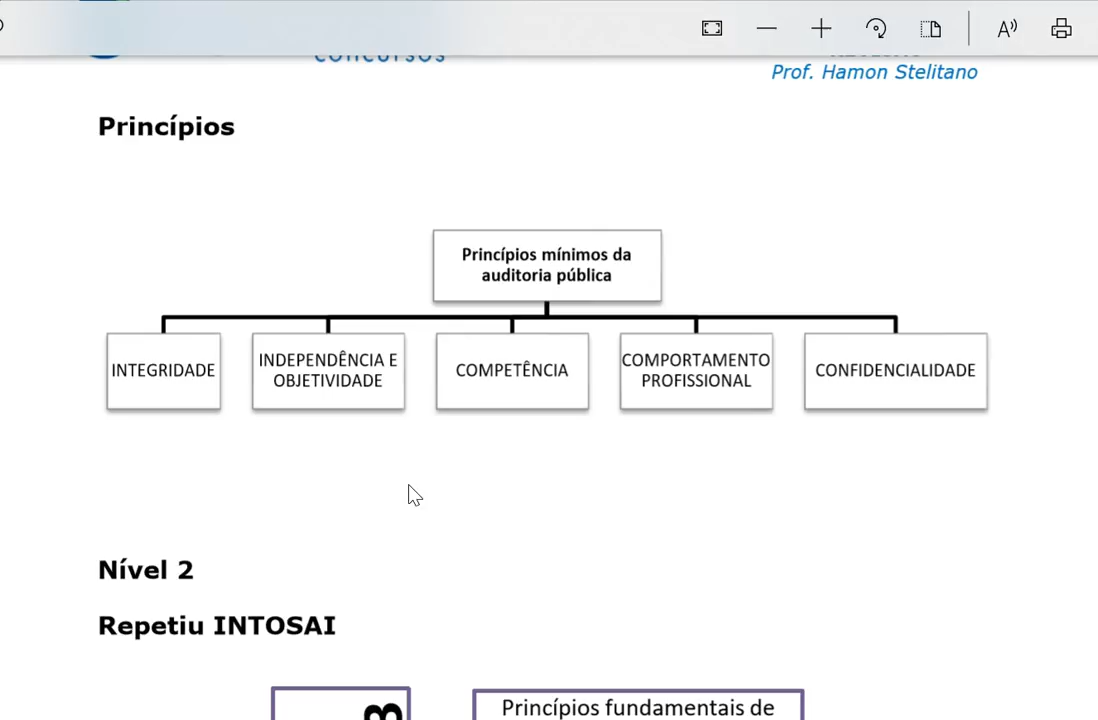 Prof. Hamon Stelitano
Princípios
Princípios mínimos da
auditoria pública
INTEGRIDADE
INDEPENDÊNCIA E
OBJETIVIDADE
COMPETÊNCIA
COMPORTAMENTO
PROFISSIONAL
CONFIDENCIALIDADE
Nível 2
Repetiu INTOSAI
3
Princípios fundamentais de